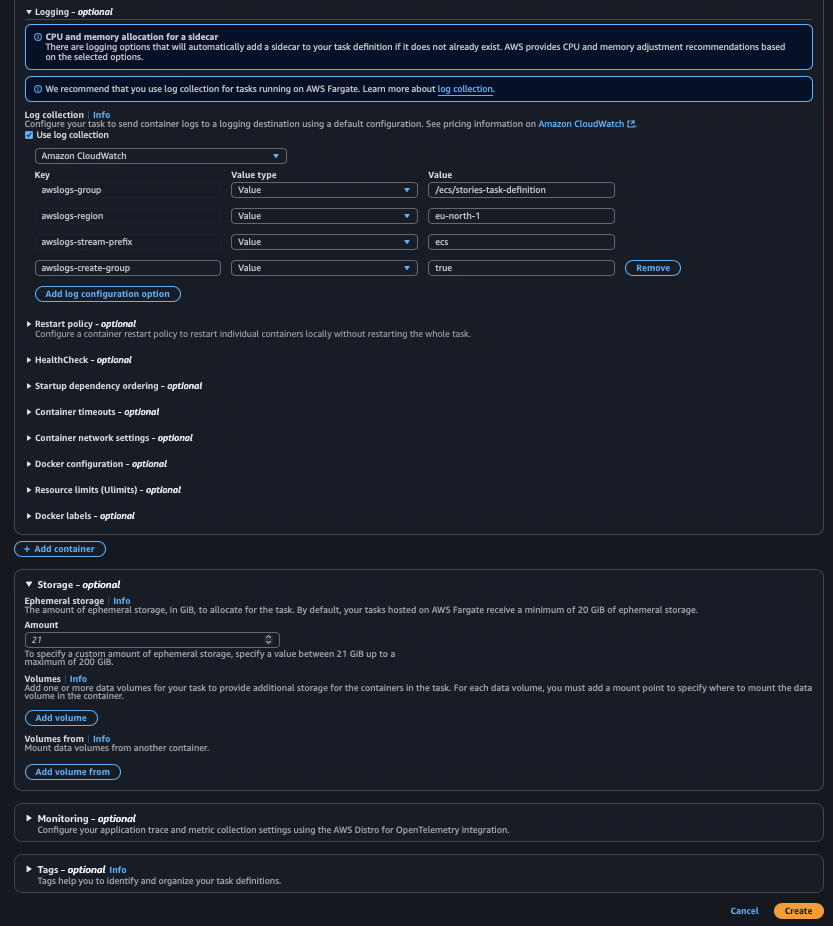 Logging - optional
CPU and memory allocation for a sidecar
There are logging options that will automatically add a sidecar to your task definition if it does not already exist. AWS provides CPU and memory adjustment recommendations based
on the selected options.
We recommend that you use log collection for tasks running on AWS Fargate. Learn more about log collection.
Log collection | Info
Configure your task to send container logs to a logging destination using a default configuration. See pricing information on Amazon CloudWatch.
Use log collection
Amazon CloudWatch
Key Value type Value
awslogs-group Value /ecs/stories-task-definition
awslogs-region Value eu-north-1
awslogs-stream-prefix Value ecs
awslogs-create-group Value true Remove
Add log configuration option
Restart policy - optional
Configure a container restart policy to restart individual containers locally without restarting the whole task.
HealthCheck - optional
Startup dependency ordering - optional
Container timeouts - optional
Container network settings - optional
Docker configuration - optional
Resource limits (Ulimits) - optional
Docker labels - optional
+ Add container
Storage - optional
Ephemeral storage | Info
The amount of ephemeral storage, in GiB, to allocate for the task. By default, your tasks hosted on AWS Fargate receive a minimum of 20 GiB of ephemeral storage.
Amount
21
To specify a custom amount of ephemeral storage, specify a value between 21 GiB up to a
maximum of 200 GiB.
Volumes | Info
Add one or more data volumes for your task to provide additional storage for the containers in the task. For each data volume, you must add a mount point to specify where to mount the data
volume in the container.
Add volume
Volumes from | Info
Mount data volumes from another container.
Add volume from
Monitoring - optional
Configure your application trace and metric collection settings using the AWS Distro for OpenTelemetry integration.
Tags - optional Info
Tags help you to identify and organize your task definitions.
Cancel Create